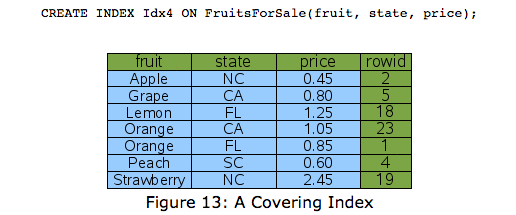 CREATE INDEX Idx4 ON FruitsForSale(fruit, state, price);
fruit state price rowid
Apple NC 0.45 2
Grape CA 0.80 5
Lemon FL 1.25 18
Orange CA 1.05 23
Orange FL 0.85 1
Peach SC 0.60 4
Strawberry NC 2.45 19
Figure 13: A Covering Index